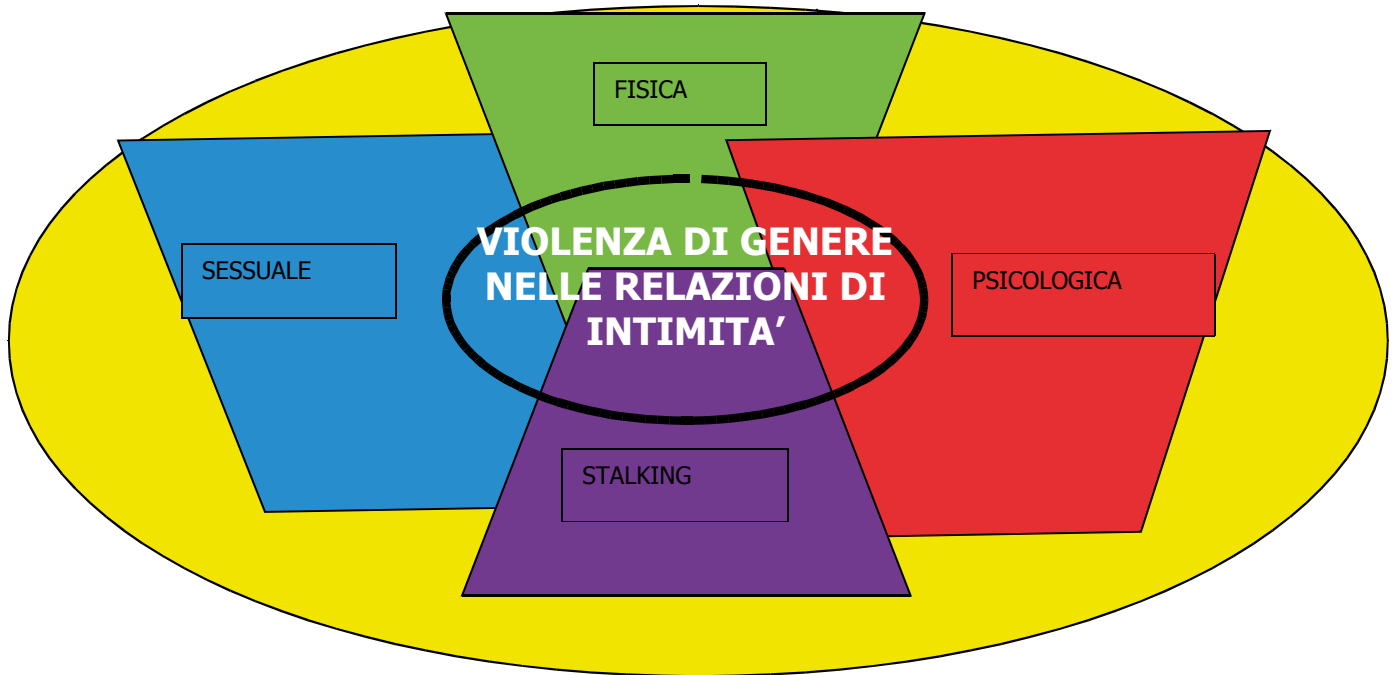 FISICA
SESSUALE
VIOLENZA DI GENERE
NELLE RELAZIONI DI
INTIMITA’
PSICOLOGICA
STALKING